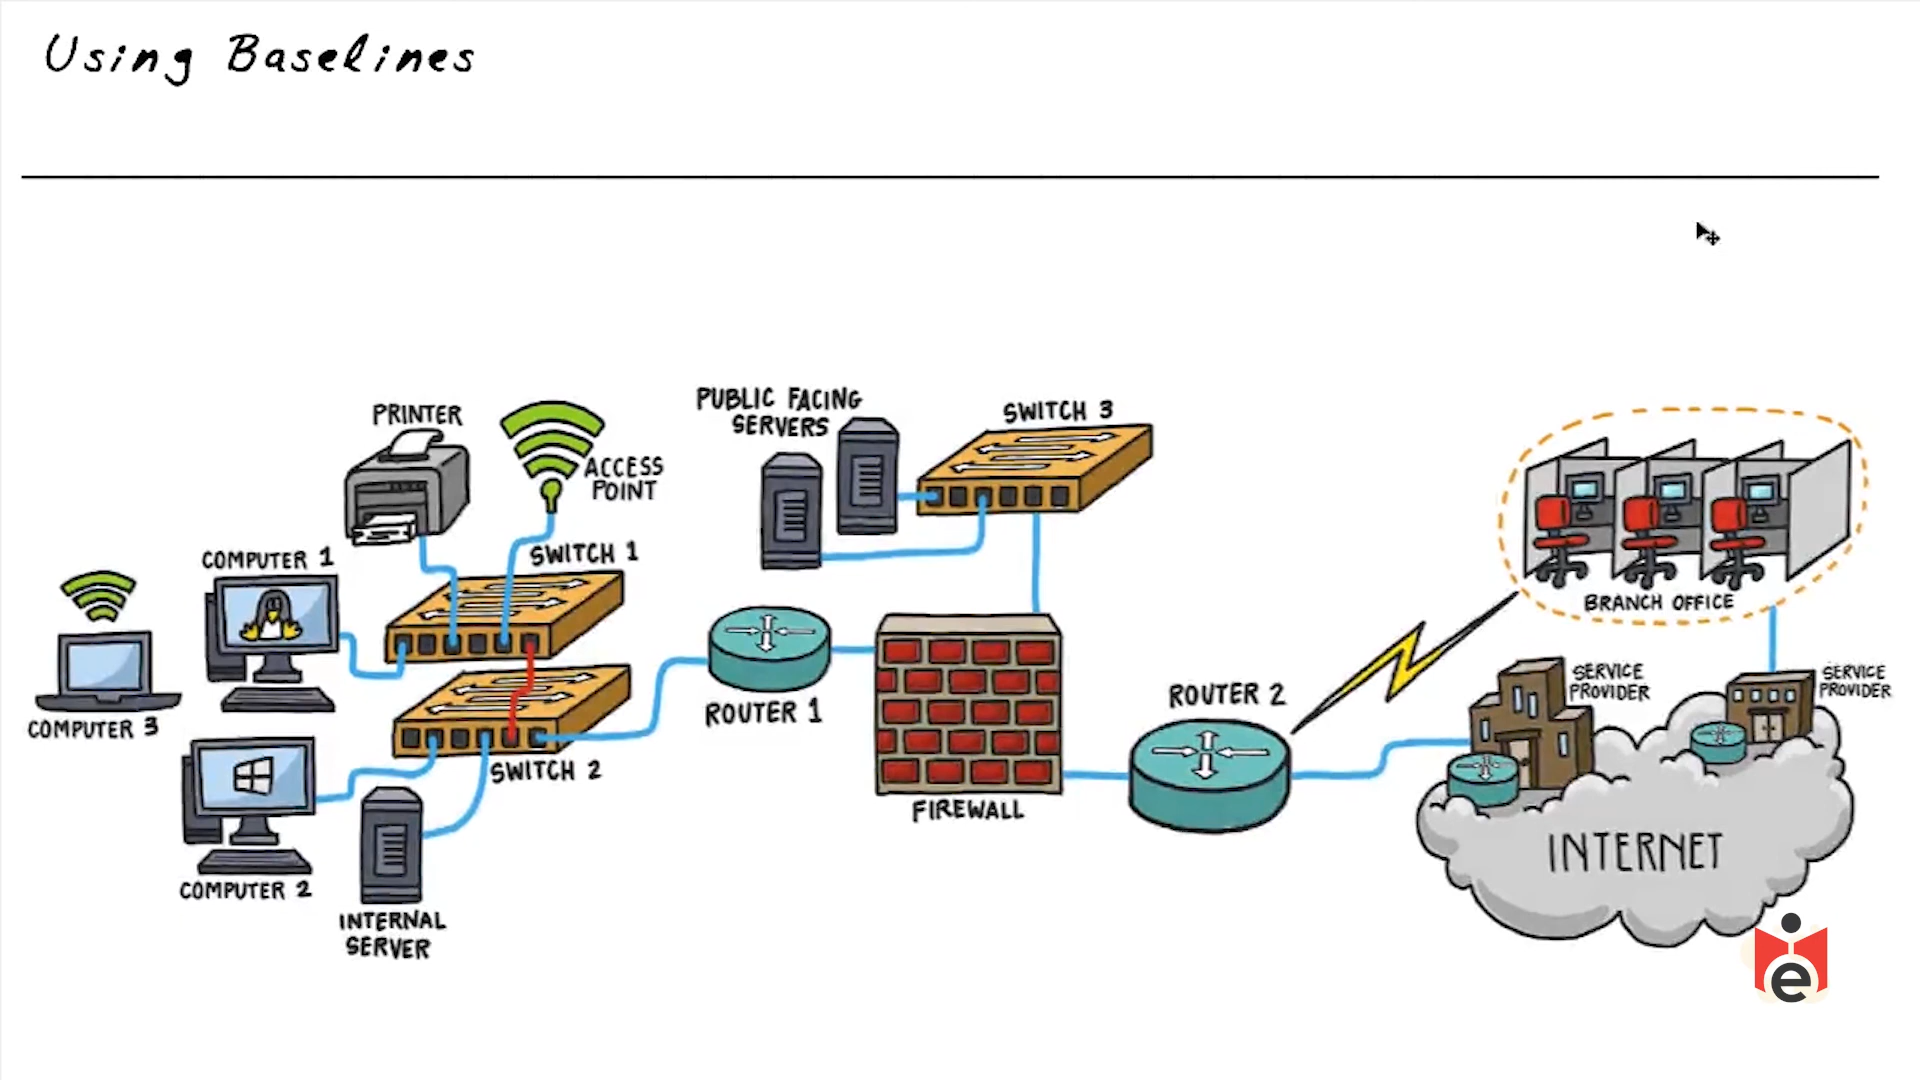 Using Baselines
PRINTER
ACCESS
POINT
PUBLIC FACING
SERVERS
SWITCH 3
COMPUTER 1
SWITCH 1
COMPUTER 3
ROUTER 1
SWITCH 2
COMPUTER 2
INTERNAL
SERVER
FIREWALL
ROUTER 2
BRANCH OFFICE
SERVICE
PROVIDER
SERVICE
PROVIDER
INTERNET
e